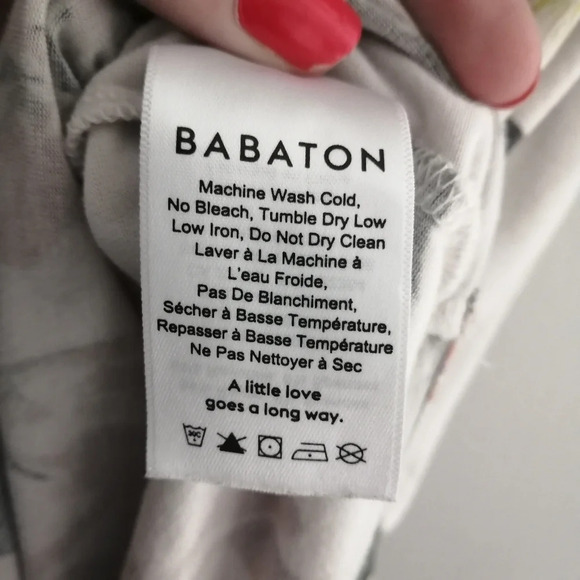 BABATON
Machine Wash Cold,
No Bleach, Tumble Dry Low
Low Iron, Do Not Dry Clean
Laver à La Machine à
L'eau Froide,
Pas De Blanchiment,
Sécher à Basse Température,
Repasser à Basse Température
Ne Pas Nettoyer à Sec
A little love
goes a long way.
30C